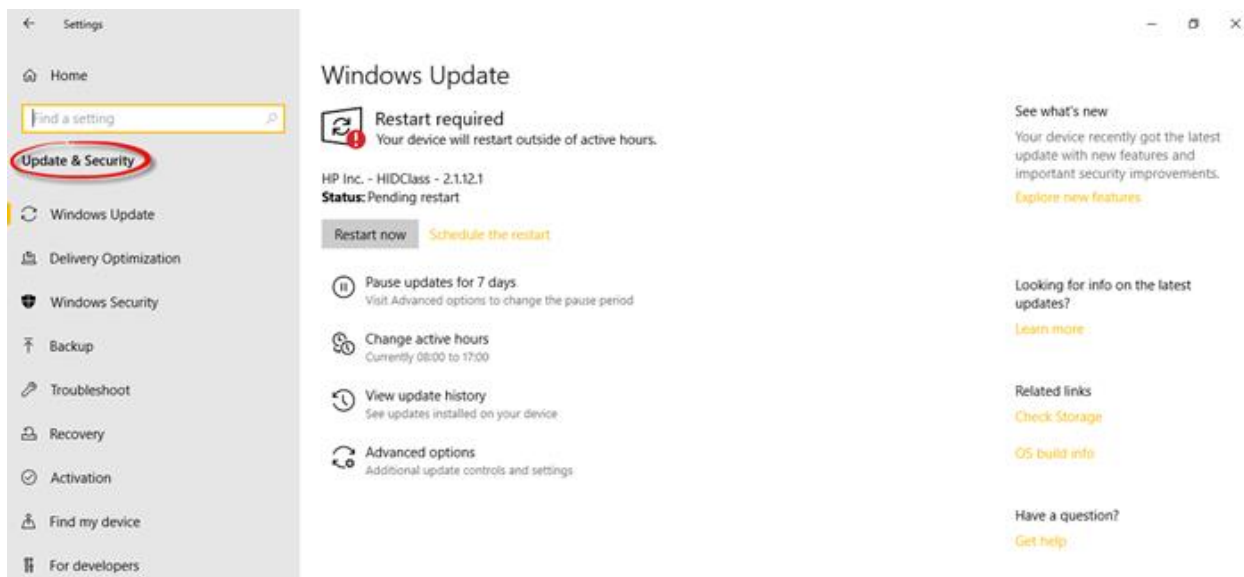 Settings
Home
Find a setting
Update & Security
Windows Update
Delivery Optimization
Windows Security
Backup
Troubleshoot
Recovery
Activation
Find my device
For developers
Windows Update
Restart required
Your device will restart outside of active hours.
HP Inc. - HIDClass - 2.1.12.1
Status: Pending restart
Restart now
Schedule the restart
Pause updates for 7 days
Visit Advanced options to change the pause period
Change active hours
Currently 08:00 to 17:00
View update history
See updates installed on your device
Advanced options
Additional update controls and settings
See what's new
Your device recently got the latest
update with new features and
important security improvements.
Explore new features
Looking for info on the latest
updates?
Learn more
Related links
Check Storage
OS build info
Have a question?
Get help